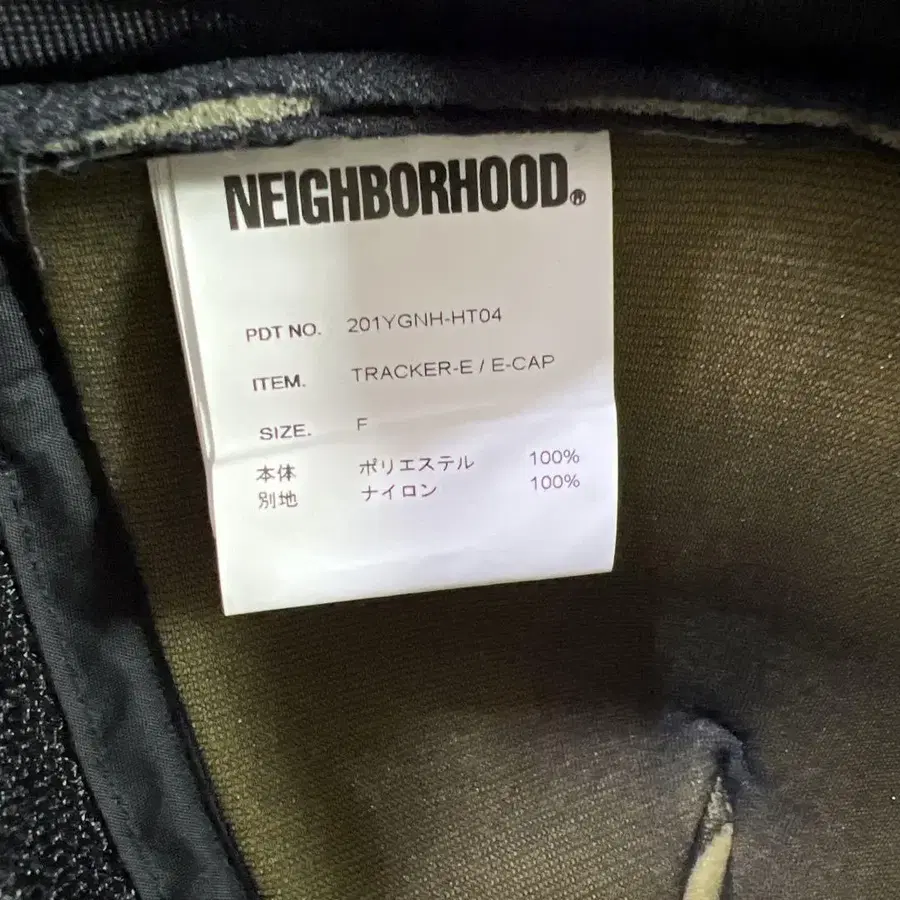 NEIGHBORHOOD®
PDT NO. 201YGNH-HT04
ITEM. TRACKER-E / E-CAP
SIZE. F
本体 ポリエステル 100%
別地 ナイロン 100%